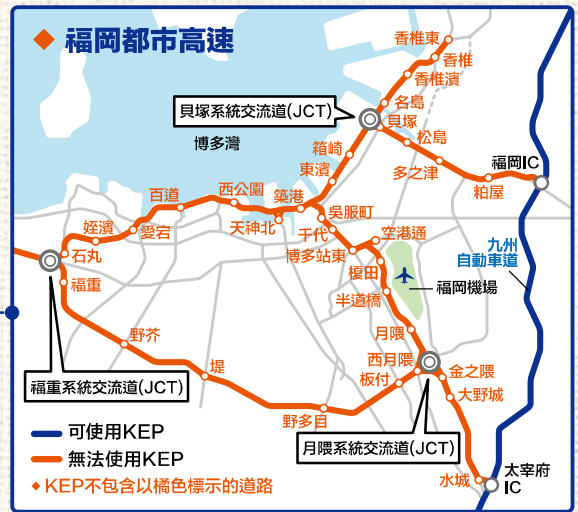 ◆ 福岡都市高速
香椎東
香椎
香椎濱
名島
貝塚系統交流道(JCT)
貝塚
博多灣
箱崎
松島
東濱
多之津
福岡IC
粕屋
西公園
百道
築港
姪濱
愛宕
天神北
吳服町
千代
空港通
博多站東
石丸
九州
自動車道
榎田
福重
半道橋
福岡機場
月隈
野芥
西月隈
堤
板付
金之隈
福重系統交流道(JCT)
大野城
野多目
月隈系統交流道(JCT)
可使用KEP
無法使用KEP
水城
太宰府
IC
◆KEP不包含以橘色標示的道路